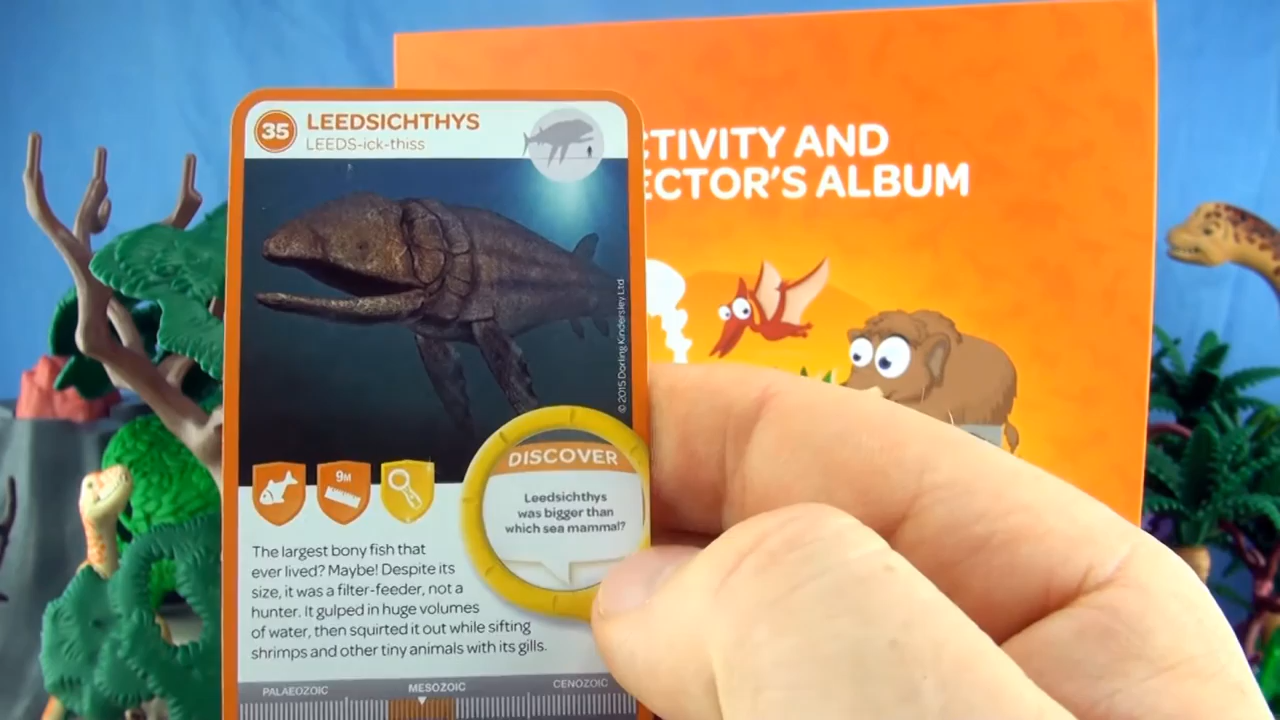 35
LEEDSICHTHYS
LEEDS-ick-thiss
CTIVITY AND
ECTOR'S ALBUM
© 2015 Dorling Kindersley Ltd
9M
DISCOVER
Leedsichthys
was bigger than
which sea mammal?
The largest bony fish that
ever lived? Maybe! Despite its
size, it was a filter-feeder, not a
hunter. It gulped in huge volumes
of water, then squirted it out while sifting
shrimps and other tiny animals with its gills.
PALAEOZOIC
MESOZOIC
CENOZOIC